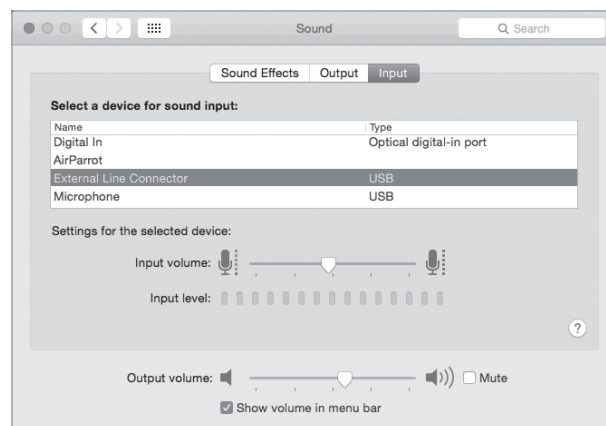 Sound
Search
Sound Effects Output Input
Select a device for sound input:
Name Type
Digital In Optical digital-in port
AirParrot
External Line Connector USB
Microphone USB
Settings for the selected device:
Input volume:
Input level:
?
Output volume: Mute
Show volume in menu bar